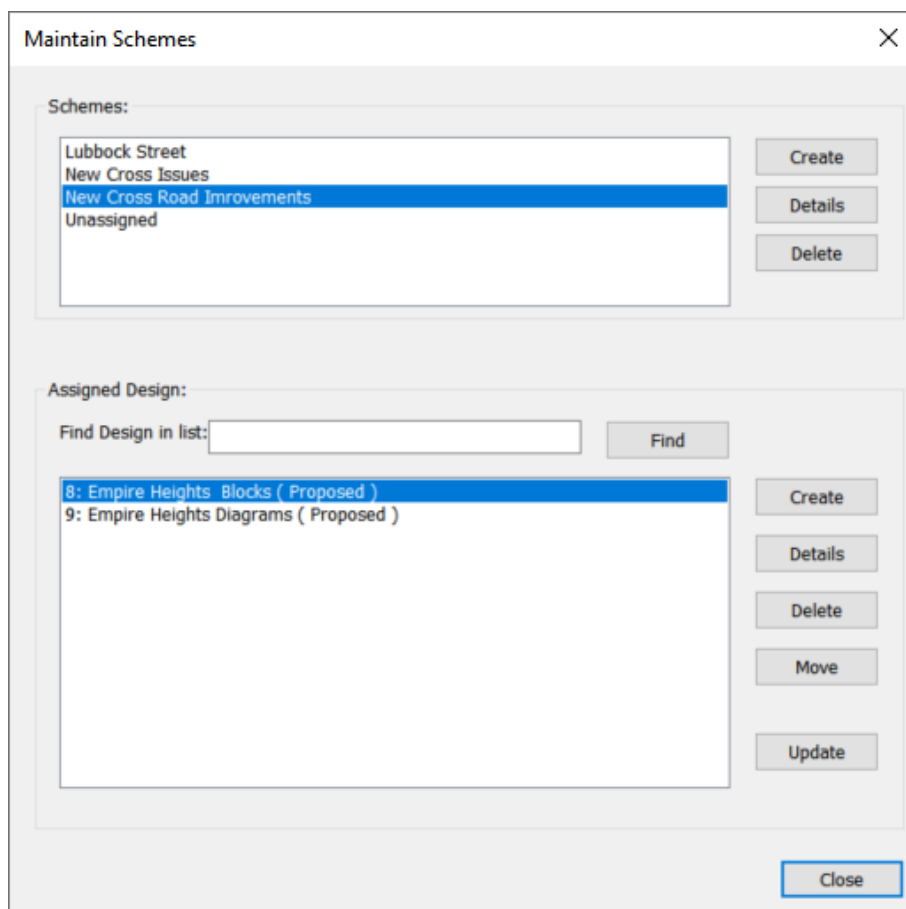 Maintain Schemes
Schemes:
Lubbock Street
New Cross Issues
New Cross Road Imrovements
Unassigned
Create
Details
Delete
Assigned Design:
Find Design in list:
Find
8: Empire Heights  Blocks ( Proposed )
9: Empire Heights Diagrams ( Proposed )
Create
Details
Delete
Move
Update
Close